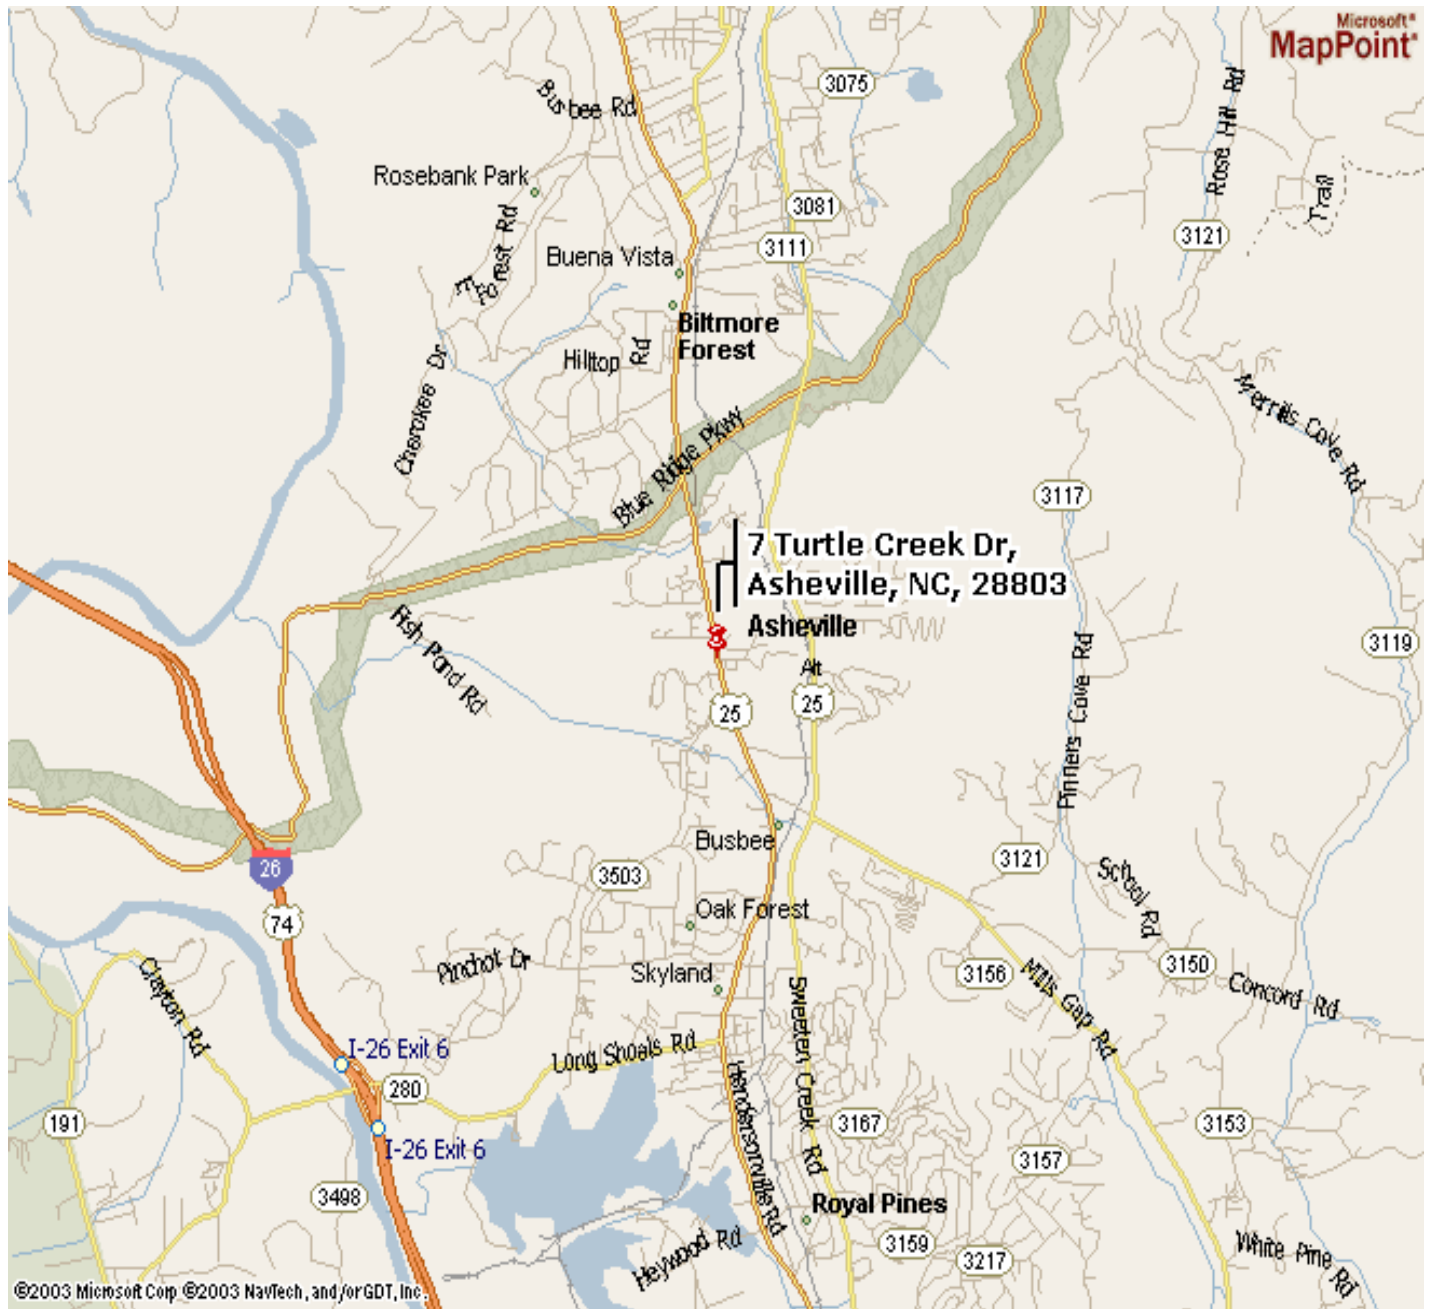 Microsoft®
MapPoint®
3075
Busbee Rd
Rose Hill Rd
Rosebank Park
Trail
3081
3121
E Forest Rd
3111
Buena Vista
Biltmore
Forest
Hilltop Rd
Cherokee Dr
Merrills Cove Rd
Blue Ridge Pkwy
3117
7 Turtle Creek Dr,
Asheville, NC, 28803
Asheville
Fish Pond Rd
3119
Alt
25
25
Pinners Cove Rd
Busbee
3121
26
3503
School Rd
74
Oak Forest
Pinchot Dr
Skyland
3156
3150
Clayton Rd
Mills Gap Rd
Concord Rd
Sweeten Creek Rd
I-26 Exit 6
Long Shoals Rd
280
Hendersonville Rd
191
3167
3153
I-26 Exit 6
3157
3498
Royal Pines
Heywood Rd
3159
3217
White Pine Rd
©2003 Microsoft Corp ©2003 NavTech, and/or GDT, Inc.